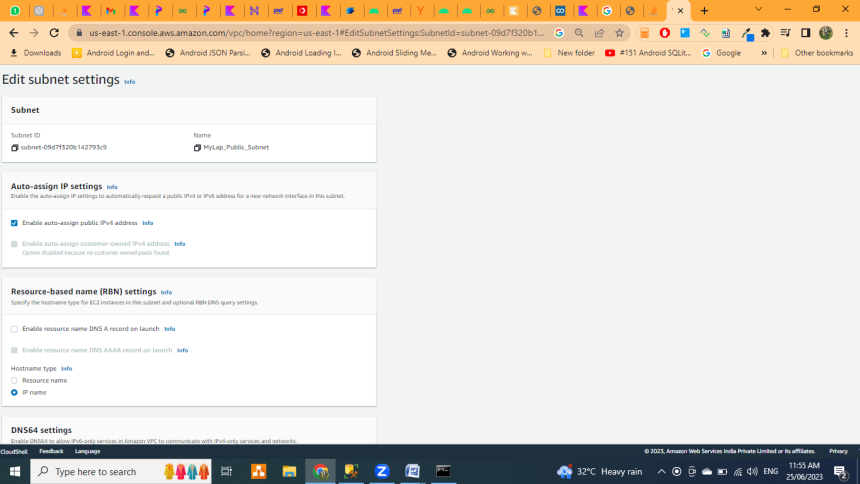 us-east-1.console.aws.amazon.com/vpc/home?region=us-east-1#EditSubnetSettings:SubnetId=subnet-09d7f320b1...
Downloads
Android Login and...
Android JSON Parsi...
Android Loading I...
Android Sliding Me...
Android Working w...
New folder
#151 Android SQLit...
Google
»
Other bookmarks
Edit subnet settings Info
Subnet
Subnet ID
Name
subnet-09d7f320b142793c9
MyLap_Public_Subnet
Auto-assign IP settings Info
Enable the auto-assign IP settings to automatically request a public IPv4 or IPv6 address for a new network interface in this subnet.
Enable auto-assign public IPv4 address Info
Enable auto-assign customer-owned IPv4 address Info
Option disabled because no customer owned pools found.
Resource-based name (RBN) settings Info
Specify the hostname type for EC2 instances in this subnet and optional RBN DNS query settings.
Enable resource name DNS A record on launch Info
Enable resource name DNS AAAA record on launch Info
Hostname type Info
Resource name
IP name
DNS64 settings
Enable DNS64 to allow IPv6-only services in Amazon VPC to communicate with IPv4-only services and networks.
CloudShell Feedback Language
© 2023, Amazon Web Services India Private Limited or its affiliates. Privacy
Type here to search
32°C Heavy rain
ENG
11:55 AM
25/06/2023
2